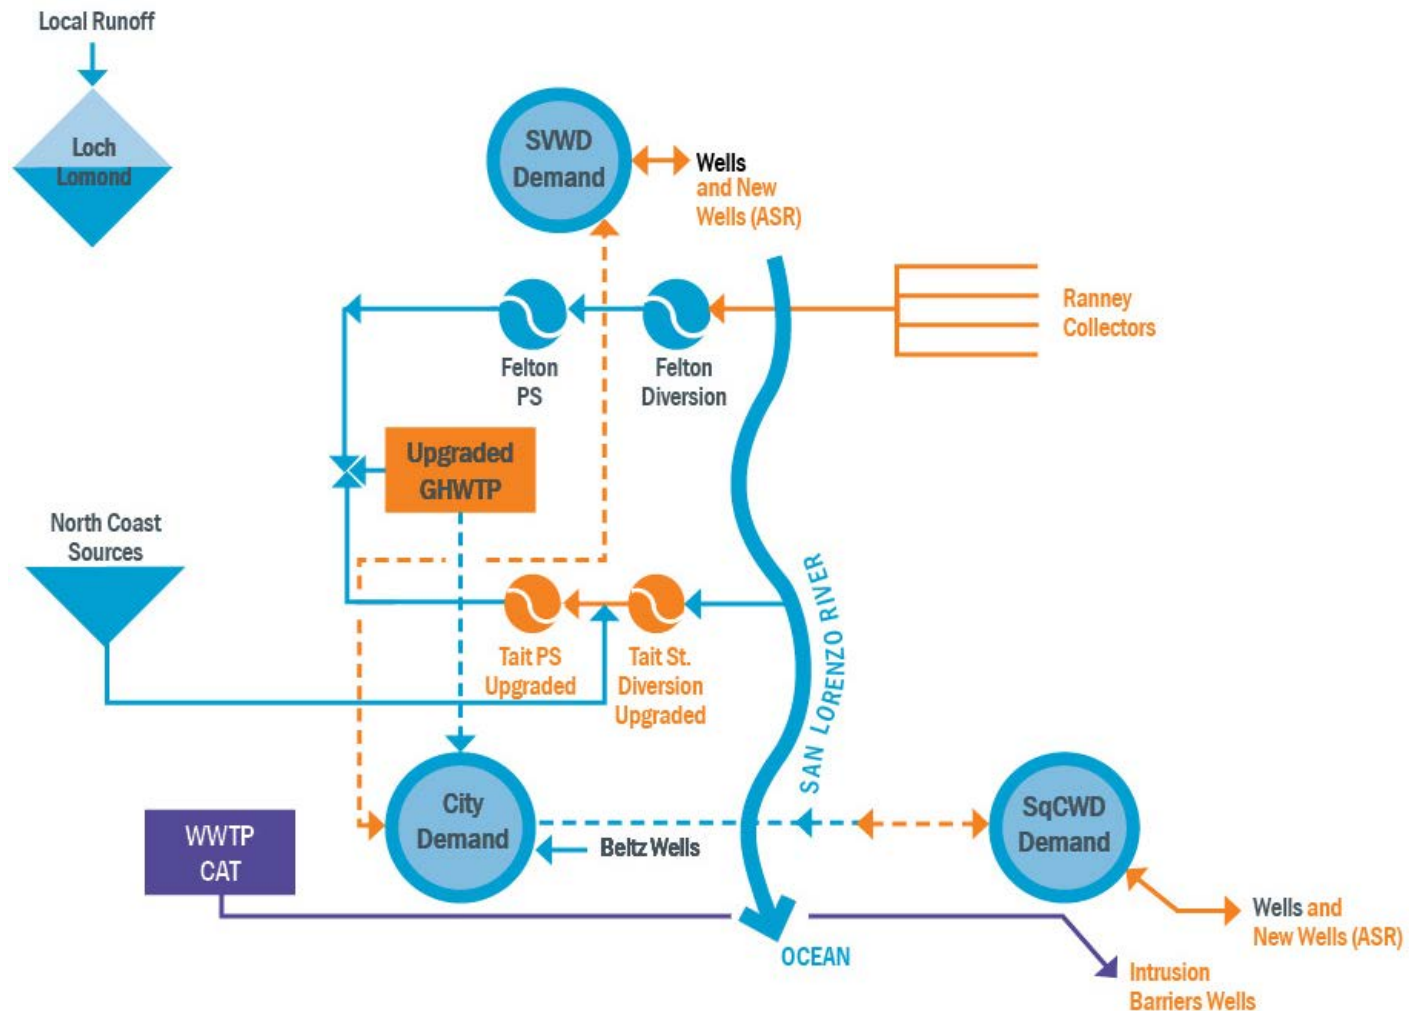 Local Runoff
Loch
Lomond
SVWD
Demand
Wells
and New
Wells (ASR)
Ranney
Collectors
Felton
PS
Felton
Diversion
Upgraded
GHWTP
North Coast
Sources
Tait PS
Upgraded
Tait St.
Diversion
Upgraded
SAN LORENZO RIVER
City
Demand
Beltz Wells
SqCWD
Demand
WWTP
CAT
Wells and
New Wells (ASR)
OCEAN
Intrusion
Barriers Wells